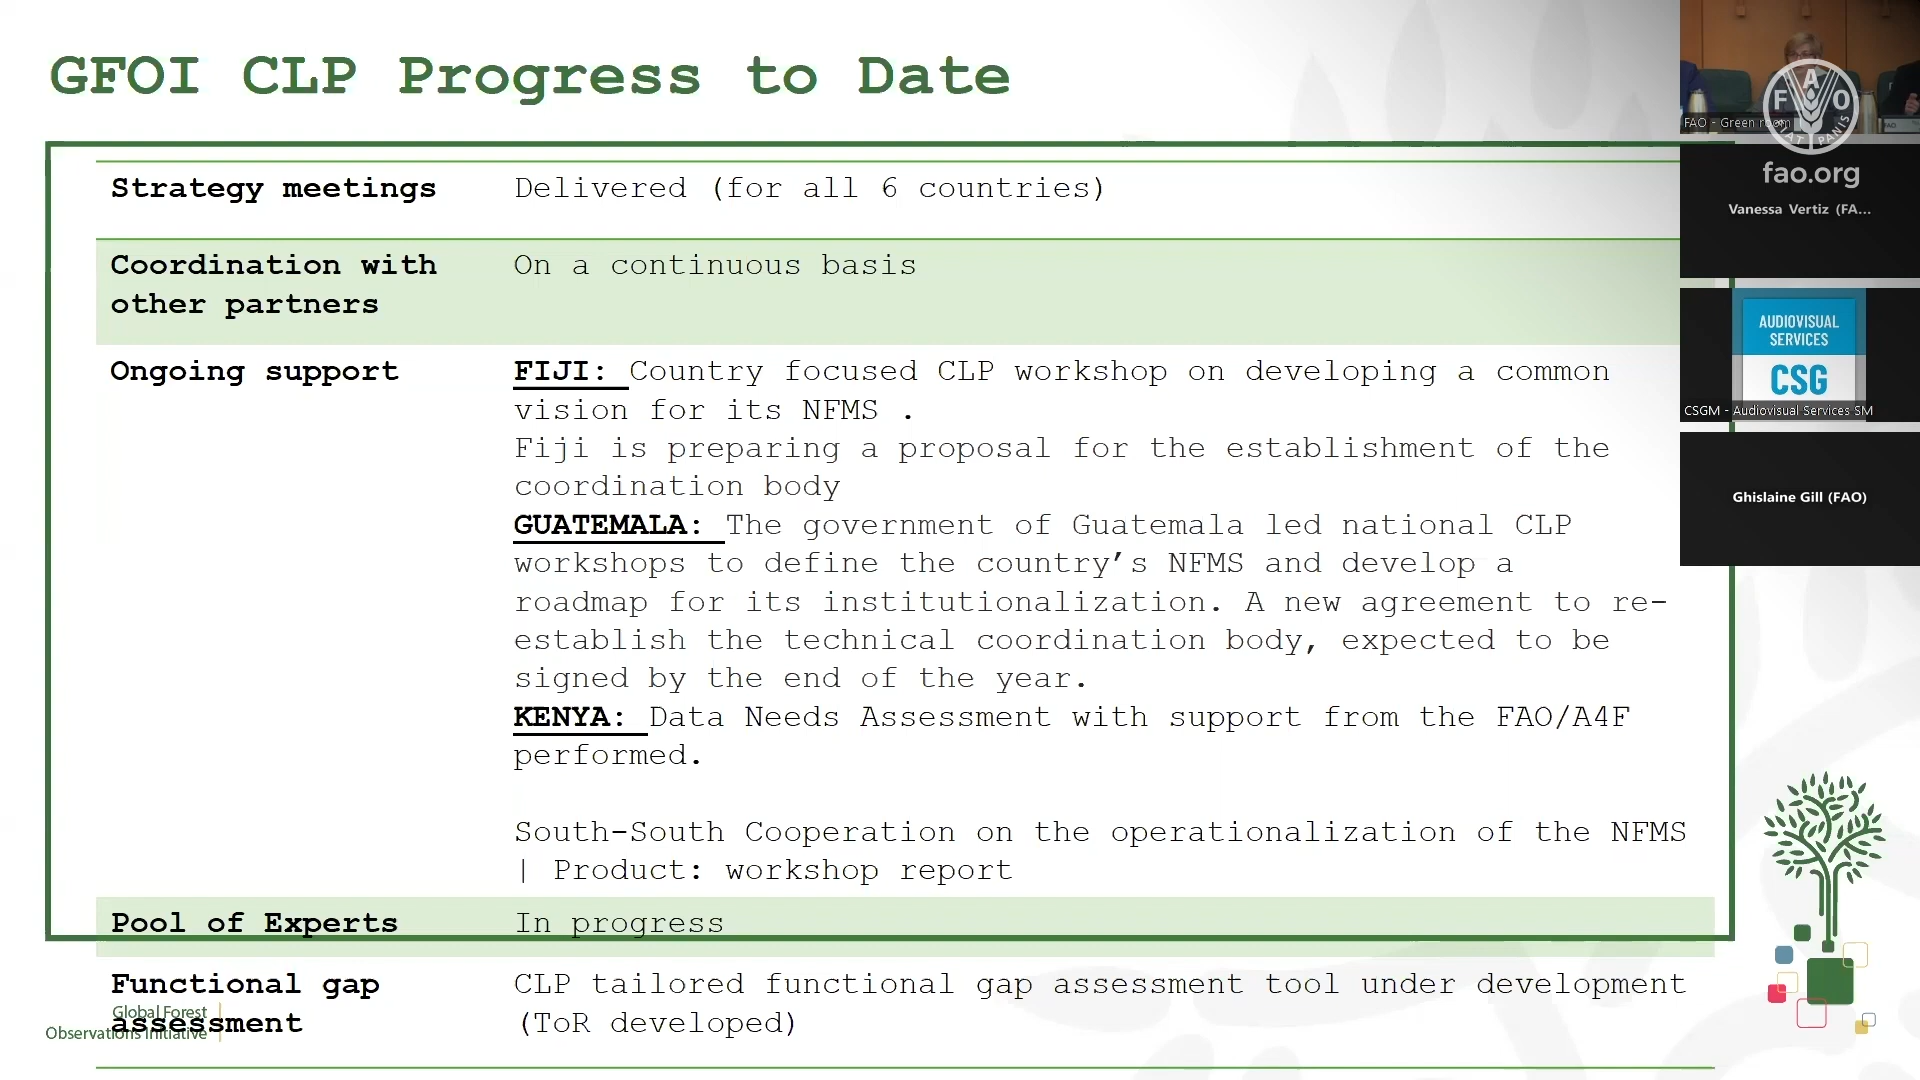 GFOI CLP Progress to Date
Strategy meetings
Delivered (for all 6 countries)
Coordination with
other partners
On a continuous basis
Ongoing support
FIJI: Country focused CLP workshop on developing a common
vision for its NFMS .
Fiji is preparing a proposal for the establishment of the
coordination body
GUATEMALA: The government of Guatemala led national CLP
workshops to define the country’s NFMS and develop a
roadmap for its institutionalization. A new agreement to re-
establish the technical coordination body, expected to be
signed by the end of the year.
KENYA: Data Needs Assessment with support from the FAO/A4F
performed.
South-South Cooperation on the operationalization of the NFMS
| Product: workshop report
Pool of Experts
In progress
Functional gap
assessment
CLP tailored functional gap assessment tool under development
(ToR developed)
Global Forest
Observations Initiative
FAO - Green room
FAO
FIAT PANIS
fao.org
Vanessa Vertiz (FA...
AUDIOVISUAL
SERVICES
CSG
CSGM - Audiovisual Services SM
Ghislaine Gill (FAO)